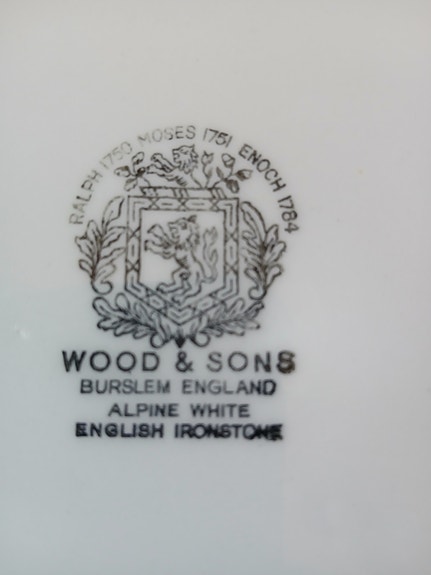 RALPH 1750 MOSES 1751 ENOCH 1784
WOOD & SONS
BURSLEM ENGLAND
ALPINE WHITE
ENGLISH IRONSTONE